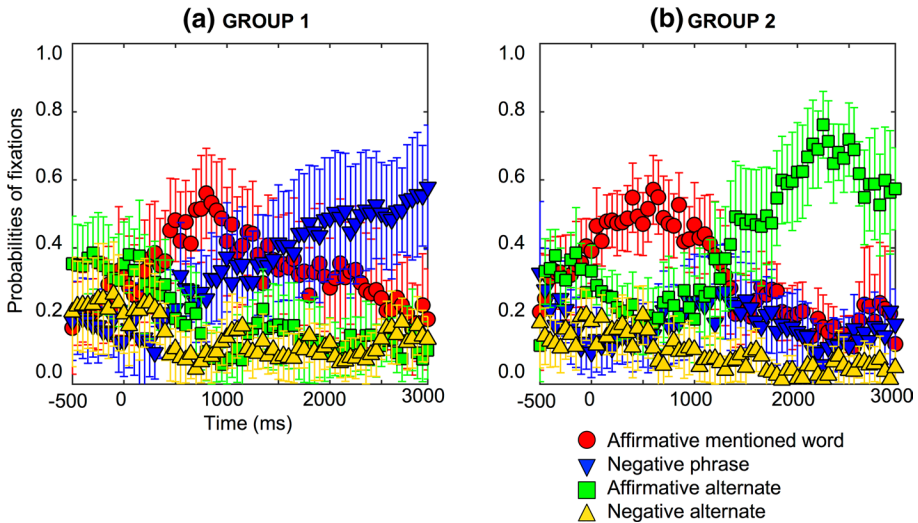 (a) GROUP 1
(b) GROUP 2
Probabilities of fixations
1.0
0.8
0.6
0.4
0.2
0.0
-500 0 1000 2000 3000
Time (ms)
1.0
0.8
0.6
0.4
0.2
0.0
-500 0 1000 2000 3000
Affirmative mentioned word
Negative phrase
Affirmative alternate
Negative alternate